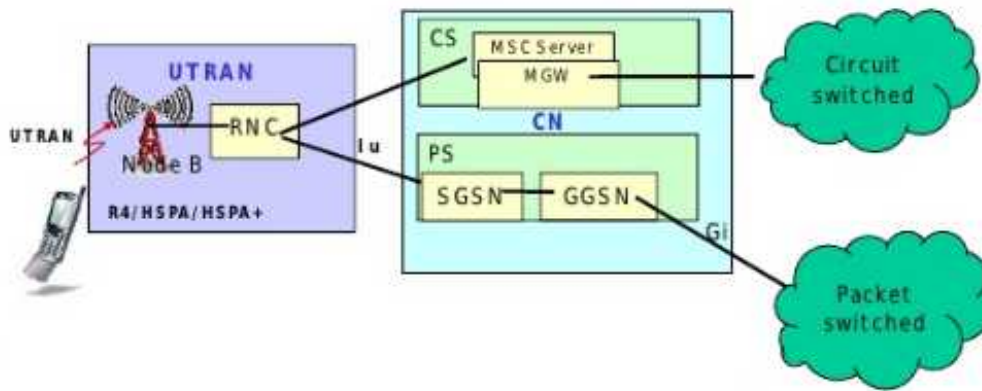 UTRAN
UTRAN
RNC
Node B
R4/HSPA/HSPA+
Iu
CS
MSC Server
MGW
CN
PS
SGSN
GGSN
Gi
Circuit
switched
Packet
switched